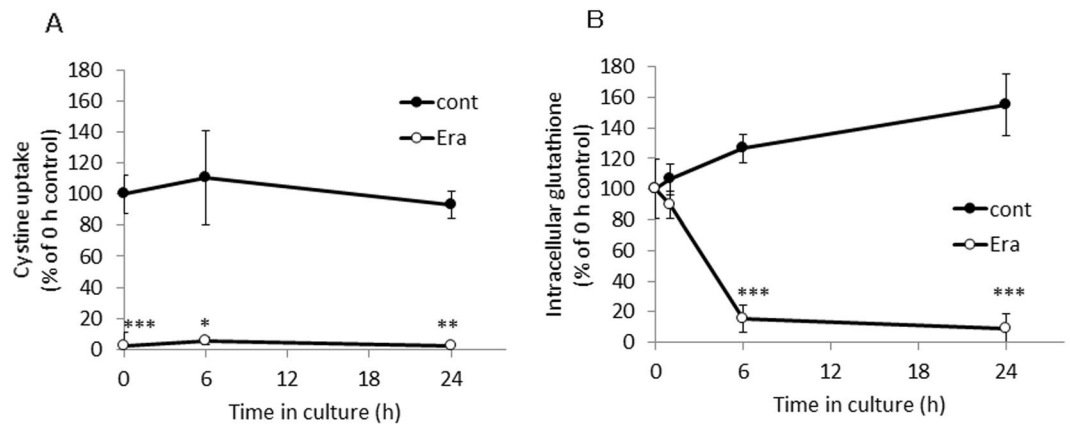 A
Cystine uptake
(% of 0 h control)
180
160
140
120
100
80
60
40
20
0
cont
Era
***
*
**
0
6
12
18
24
Time in culture (h)
B
Intracellular glutathione
(% of 0 h control)
180
160
140
120
100
80
60
40
20
0
cont
Era
***
***
0
6
12
18
24
Time in culture (h)